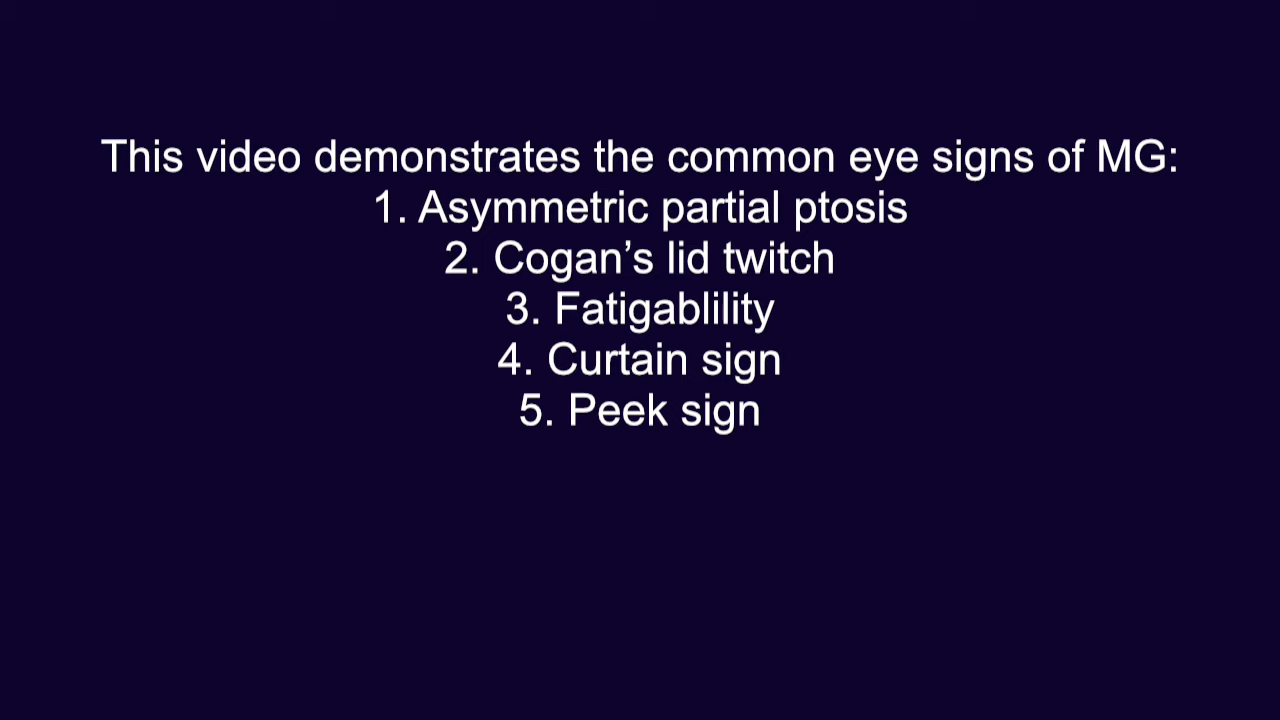 This video demonstrates the common eye signs of MG:
1. Asymmetric partial ptosis
2. Cogan’s lid twitch
3. Fatigablility
4. Curtain sign
5. Peek sign